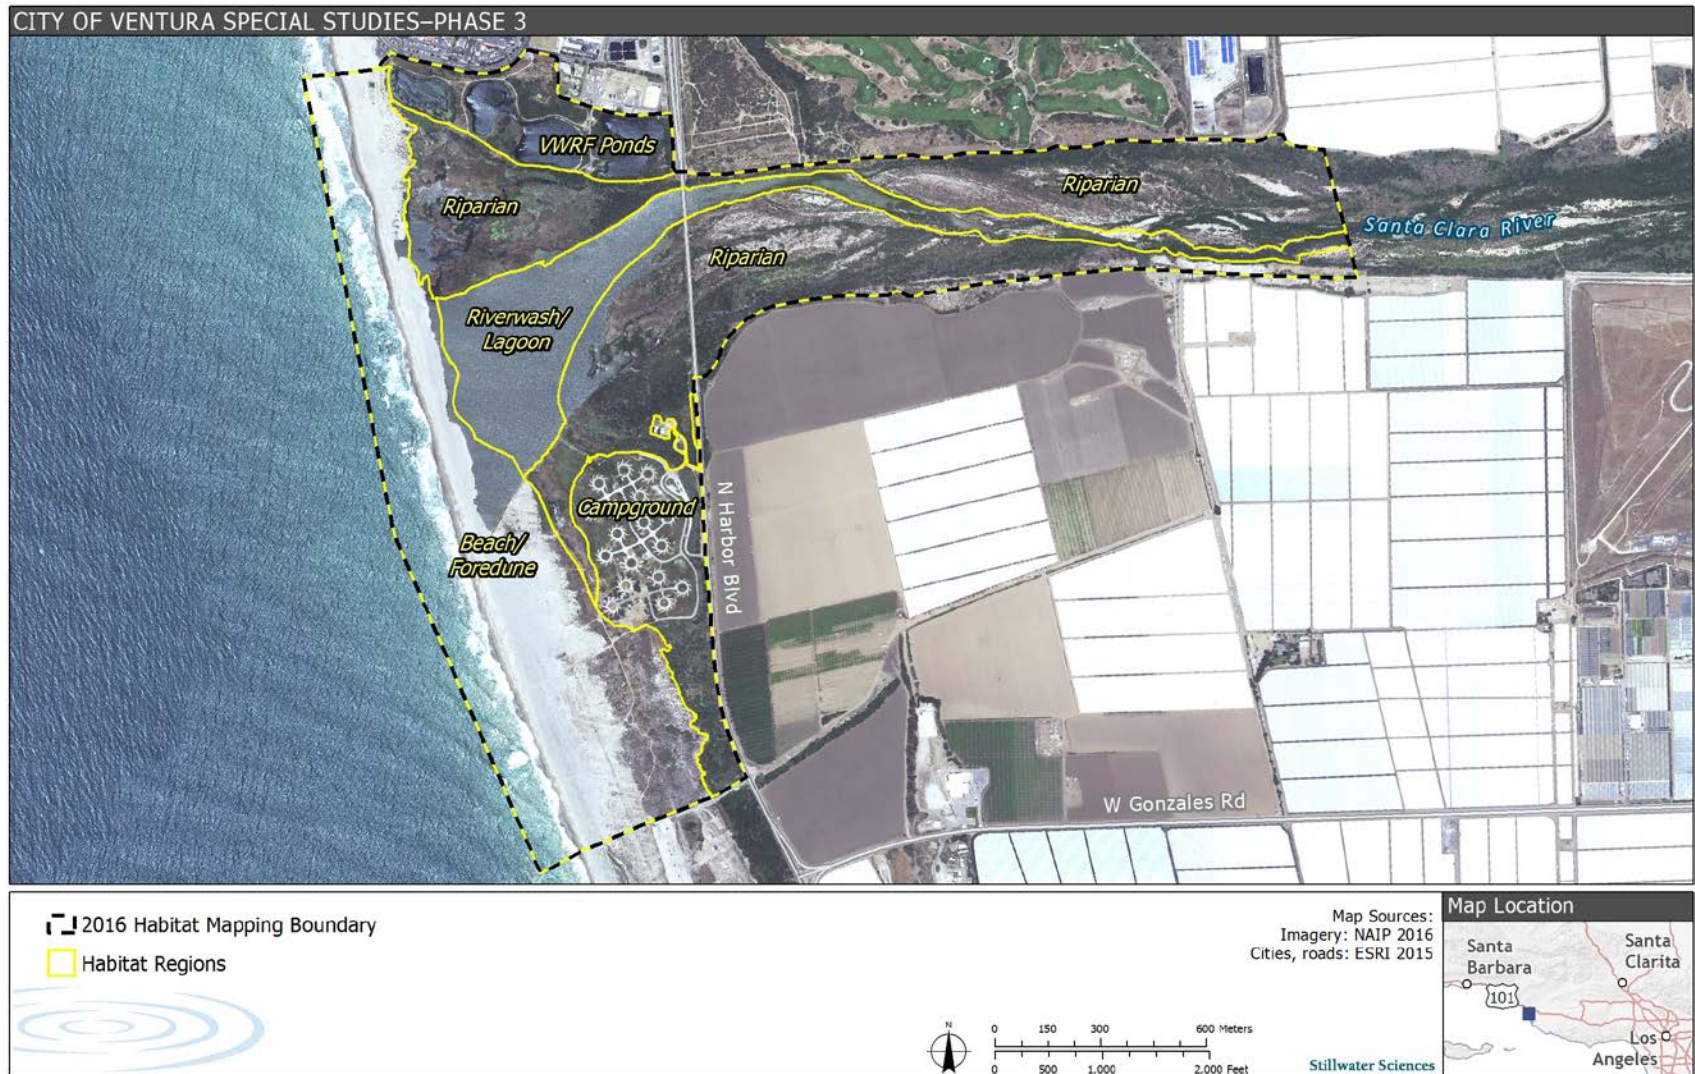 CITY OF VENTURA SPECIAL STUDIES–PHASE 3
VWRF Ponds
Riparian
Riparian
Santa Clara River
Riparian
Riverwash/
Lagoon
Campground
N Harbor Blvd
Beach/
Foredune
W Gonzales Rd
2016 Habitat Mapping Boundary
Habitat Regions
Map Sources:
Imagery: NAIP 2016
Cities, roads: ESRI 2015
N
0 150 300 600 Meters
0 500 1,000 2,000 Feet
Stillwater Sciences
Map Location
Santa
Barbara
Santa
Clarita
101
Los
Angeles